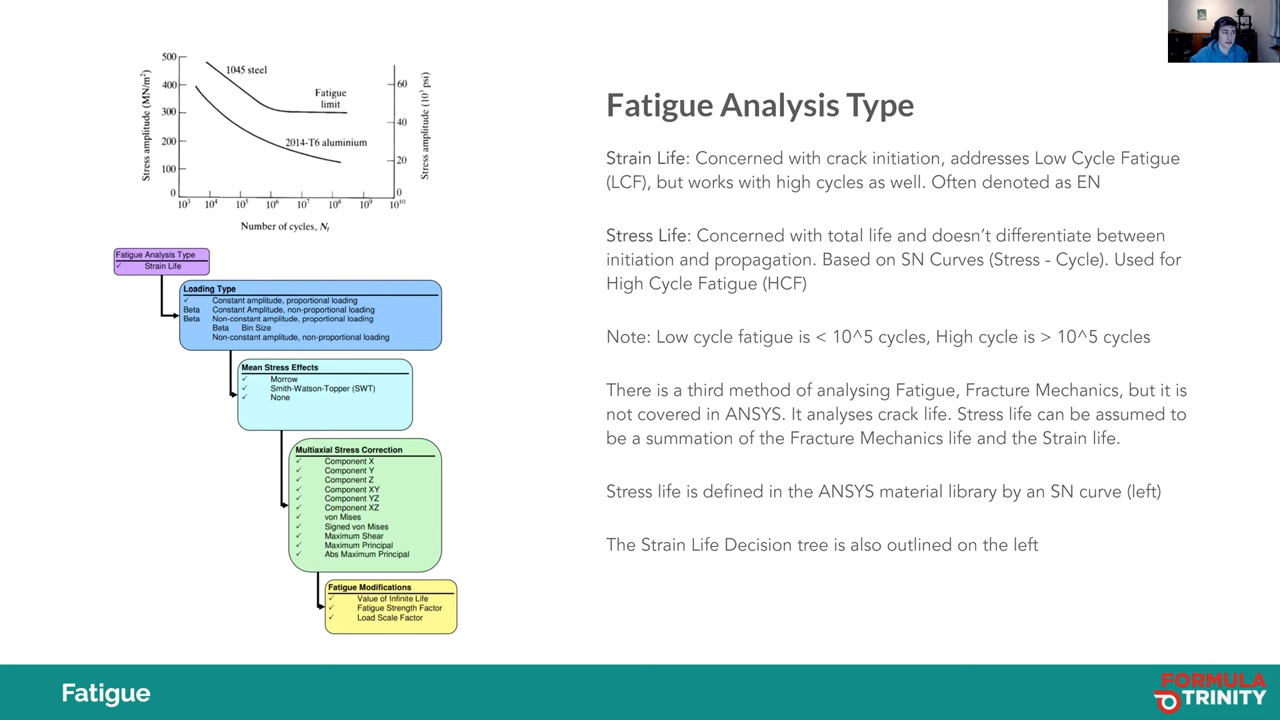 500
400
300
200
100
0
Stress amplitude (MN/m²)
1045 steel
Fatigue
limit
2014-T6 aluminium
60
40
20
0
Stress amplitude (10³ psi)
10³ 10⁴ 10⁵ 10⁶ 10⁷ 10⁸ 10⁹ 10¹⁰
Number of cycles, Nf
Fatigue Analysis Type
✓ Strain Life
Loading Type
✓ Constant amplitude, proportional loading
Beta Constant Amplitude, non-proportional loading
Beta Non-constant amplitude, proportional loading
Beta Bin Size
Non-constant amplitude, non-proportional loading
Mean Stress Effects
✓ Morrow
✓ Smith-Watson-Topper (SWT)
✓ None
Multiaxial Stress Correction
✓ Component X
✓ Component Y
✓ Component Z
✓ Component XY
✓ Component YZ
✓ Component XZ
✓ von Mises
✓ Signed von Mises
✓ Maximum Shear
✓ Maximum Principal
✓ Abs Maximum Principal
Fatigue Modifications
✓ Value of Infinite Life
✓ Fatigue Strength Factor
✓ Load Scale Factor
Fatigue Analysis Type
Strain Life: Concerned with crack initiation, addresses Low Cycle Fatigue
(LCF), but works with high cycles as well. Often denoted as EN
Stress Life: Concerned with total life and doesn't differentiate between
initiation and propagation. Based on SN Curves (Stress - Cycle). Used for
High Cycle Fatigue (HCF)
Note: Low cycle fatigue is < 10^5 cycles, High cycle is > 10^5 cycles
There is a third method of analysing Fatigue, Fracture Mechanics, but it is
not covered in ANSYS. It analyses crack life. Stress life can be assumed to
be a summation of the Fracture Mechanics life and the Strain life.
Stress life is defined in the ANSYS material library by an SN curve (left)
The Strain Life Decision tree is also outlined on the left
Fatigue
FORMULA
TRINITY